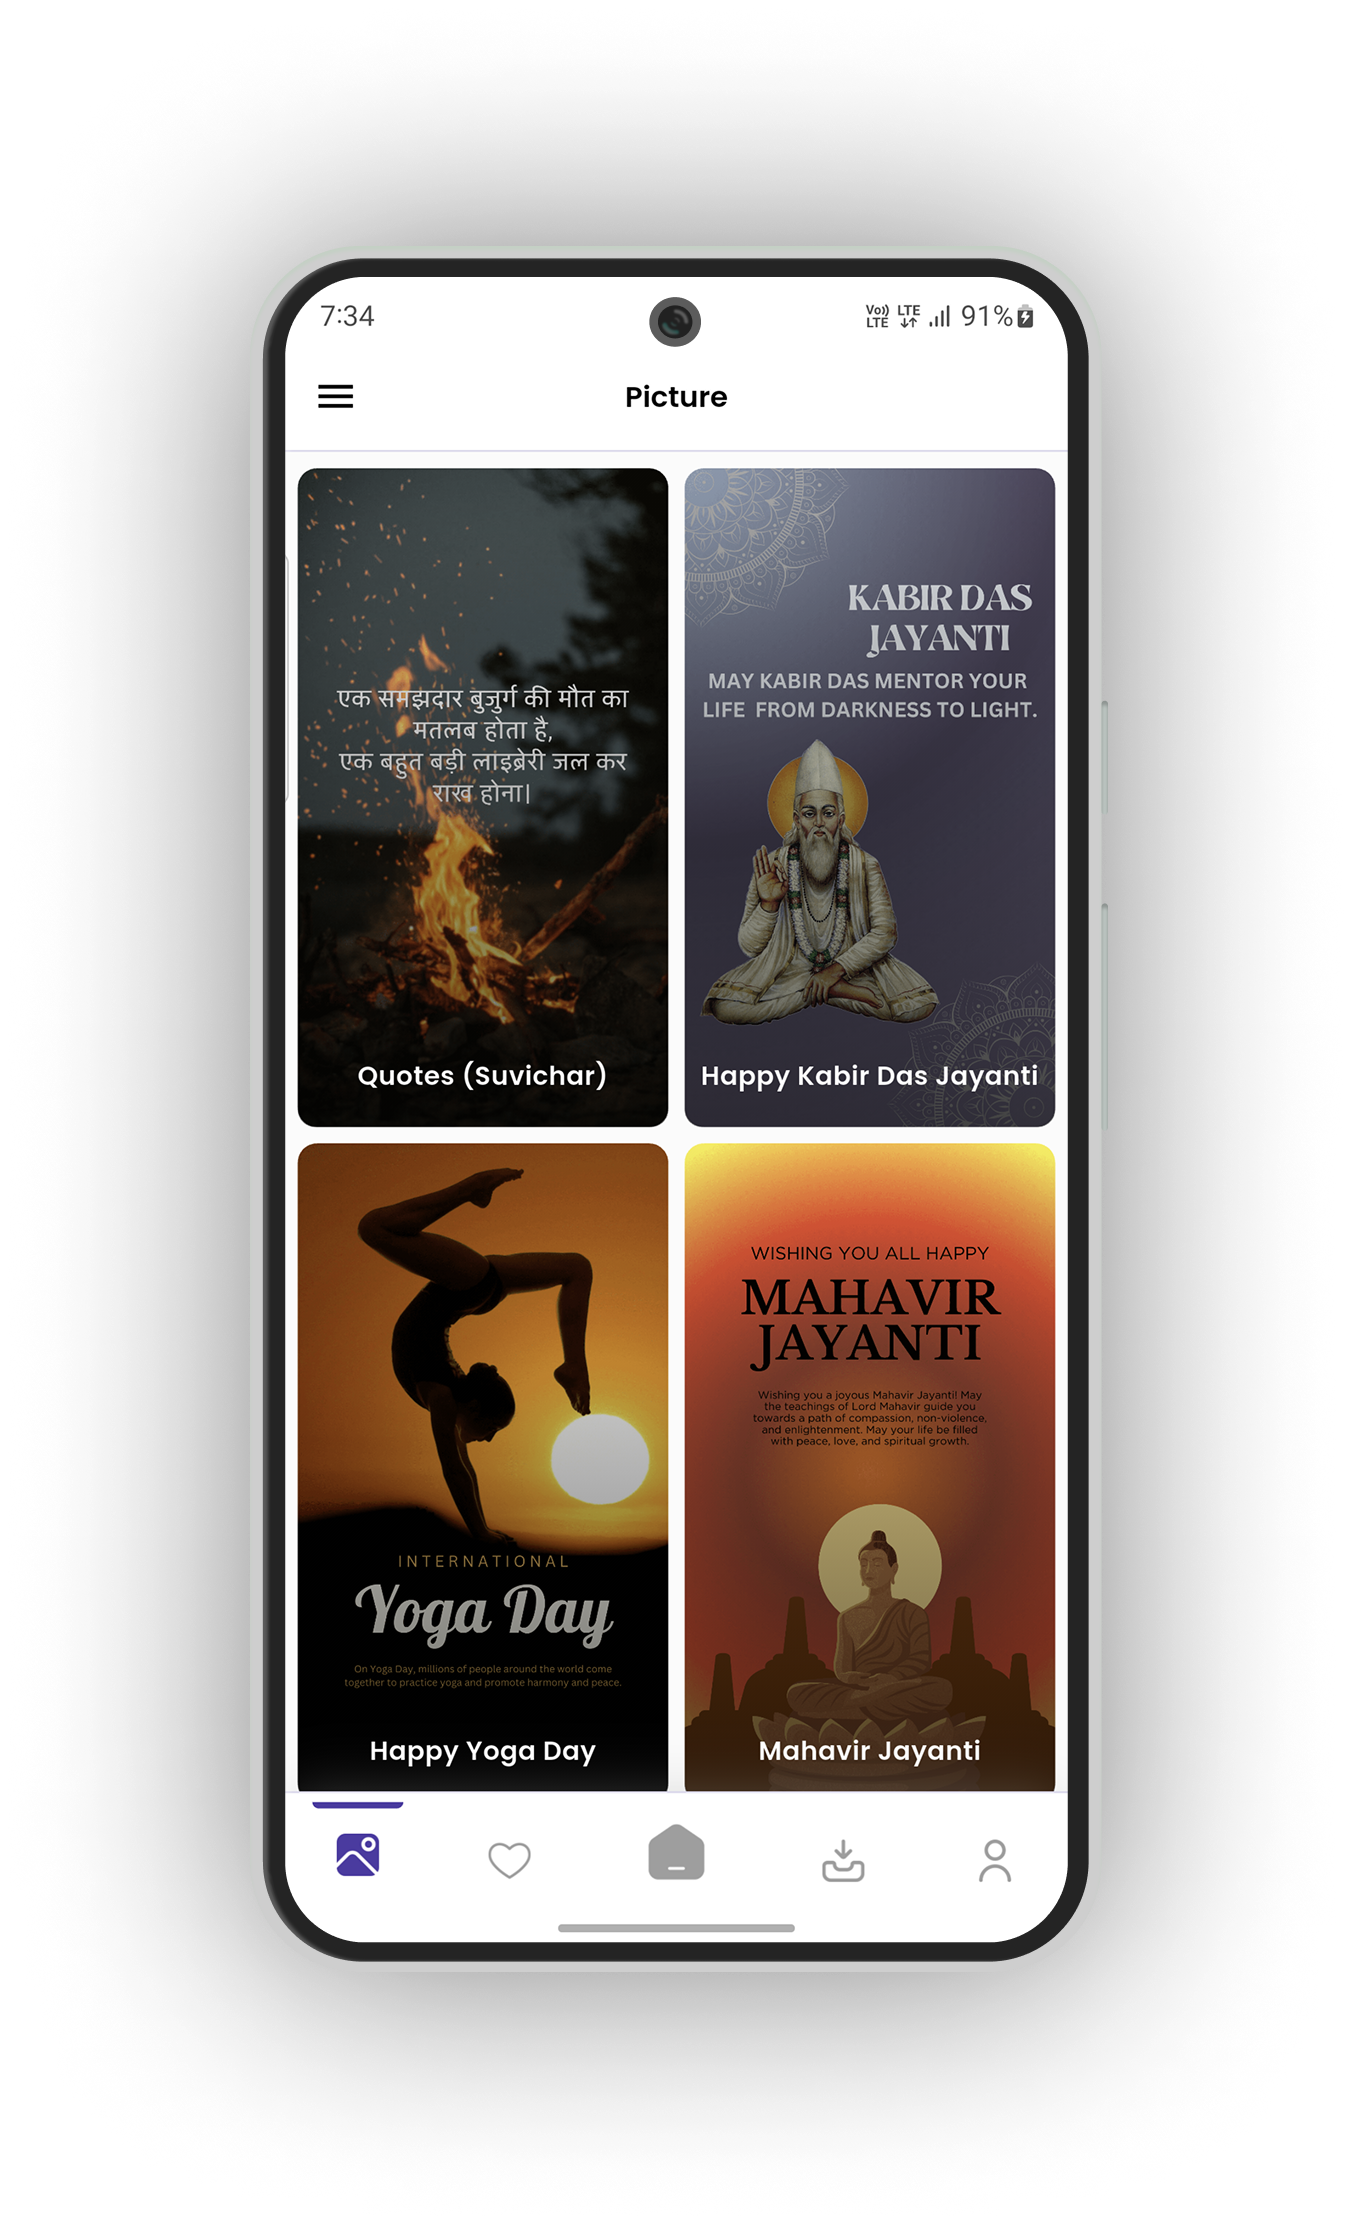 7:34
Vo)) LTE LTE 91%
Picture
एक समझदार बुजुर्ग की मौत का
मतलब होता है,
एक बहुत बड़ी लाइब्रेरी जल कर
राख होना|
Quotes (Suvichar)
KABIR DAS
JAYANTI
MAY KABIR DAS MENTOR YOUR
LIFE FROM DARKNESS TO LIGHT.
Happy Kabir Das Jayanti
INTERNATIONAL
Yoga Day
On Yoga Day, millions of people around the world come
together to practice yoga and promote harmony and peace.
Happy Yoga Day
WISHING YOU ALL HAPPY
MAHAVIR
JAYANTI
Wishing you a joyous Mahavir Jayanti! May
the teachings of Lord Mahavir guide you
towards a path of compassion, non-violence,
and enlightenment. May your life be filled
with peace, love, and spiritual growth.
Mahavir Jayanti